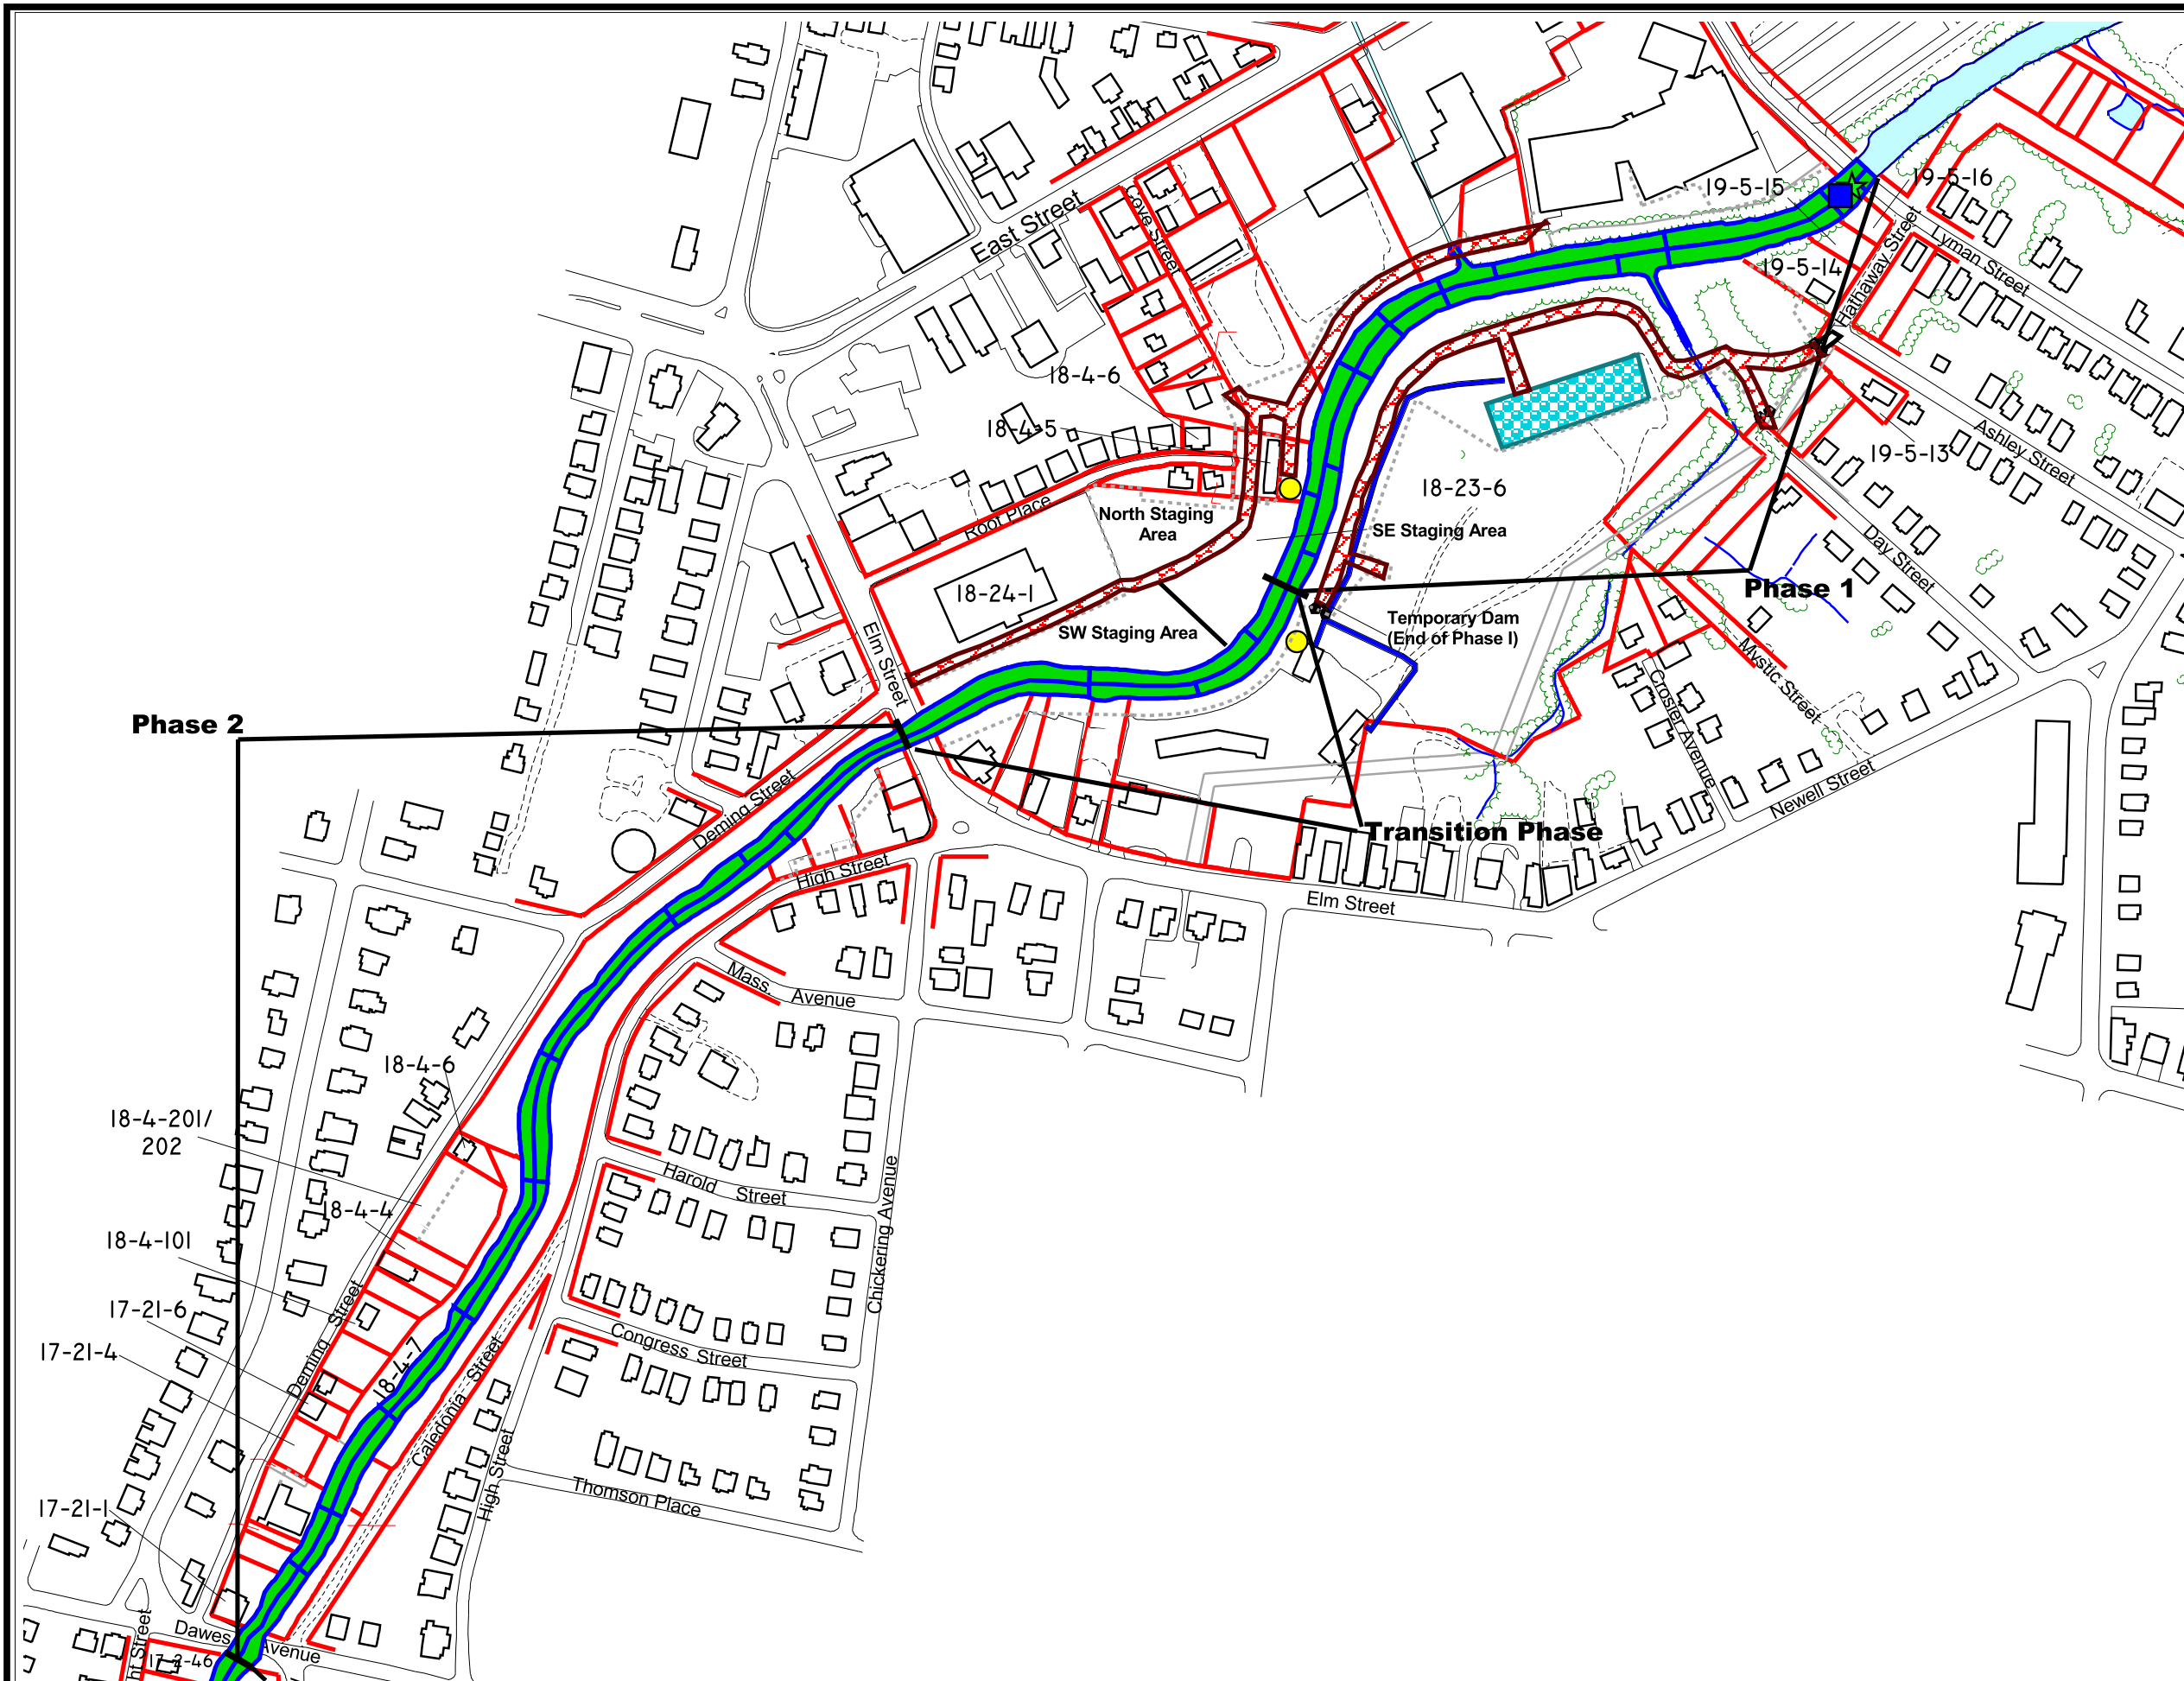 19-5-15
19-5-16
East Street
Cove Street
Hathaway Street
Lyman Street
19-5-14
18-4-6
18-4-5
19-5-13
Ashley Street
18-23-6
North Staging
Area
Root Place
SE Staging Area
Day Street
18-24-1
Phase 1
SW Staging Area
Temporary Dam
(End of Phase I)
Elm Street
Mystic Street
Crosier Avenue
Phase 2
Newell Street
Deming Street
Transition Phase
High Street
Elm Street
Mass. Avenue
18-4-6
18-4-201/
202
Harold Street
18-4-4
Chickering Avenue
18-4-101
17-21-6
Deming Street
17-21-4
18-4-7
Congress Street
Caledonia Street
High Street
Thomson Place
17-21-1
Dawes Avenue
ht Street
17-2-46